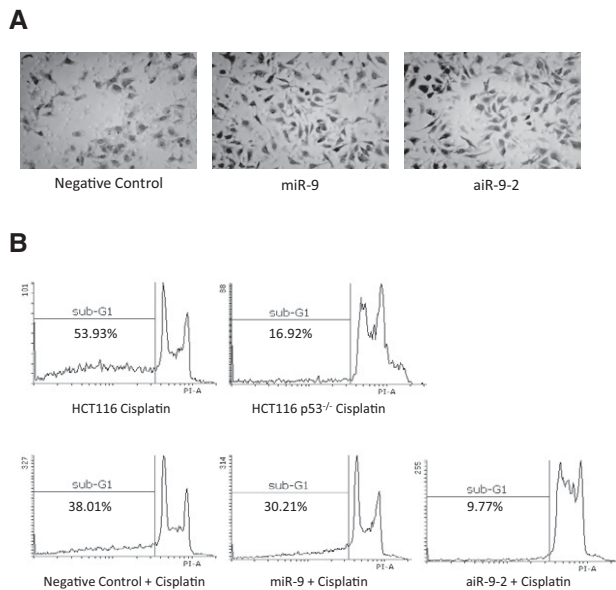 A
Negative Control
miR-9
aiR-9-2
B
101
sub-G1
53.93%
PI-A
HCT116 Cisplatin
88
sub-G1
16.92%
PI-A
HCT116 p53-/- Cisplatin
327
sub-G1
38.01%
PI-A
Negative Control + Cisplatin
314
sub-G1
30.21%
PI-A
miR-9 + Cisplatin
255
sub-G1
9.77%
PI-A
aiR-9-2 + Cisplatin